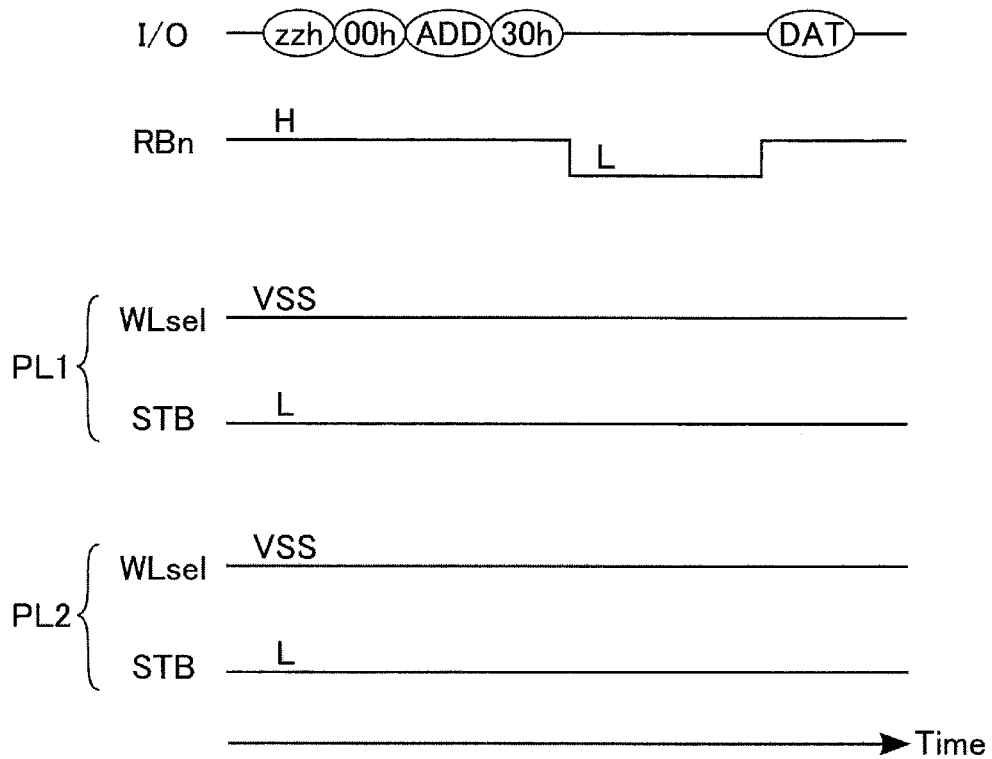 I/O zzh 00h ADD 30h DAT
RBn H L
PL1
WLsel VSS
STB L
PL2
WLsel VSS
STB L
Time